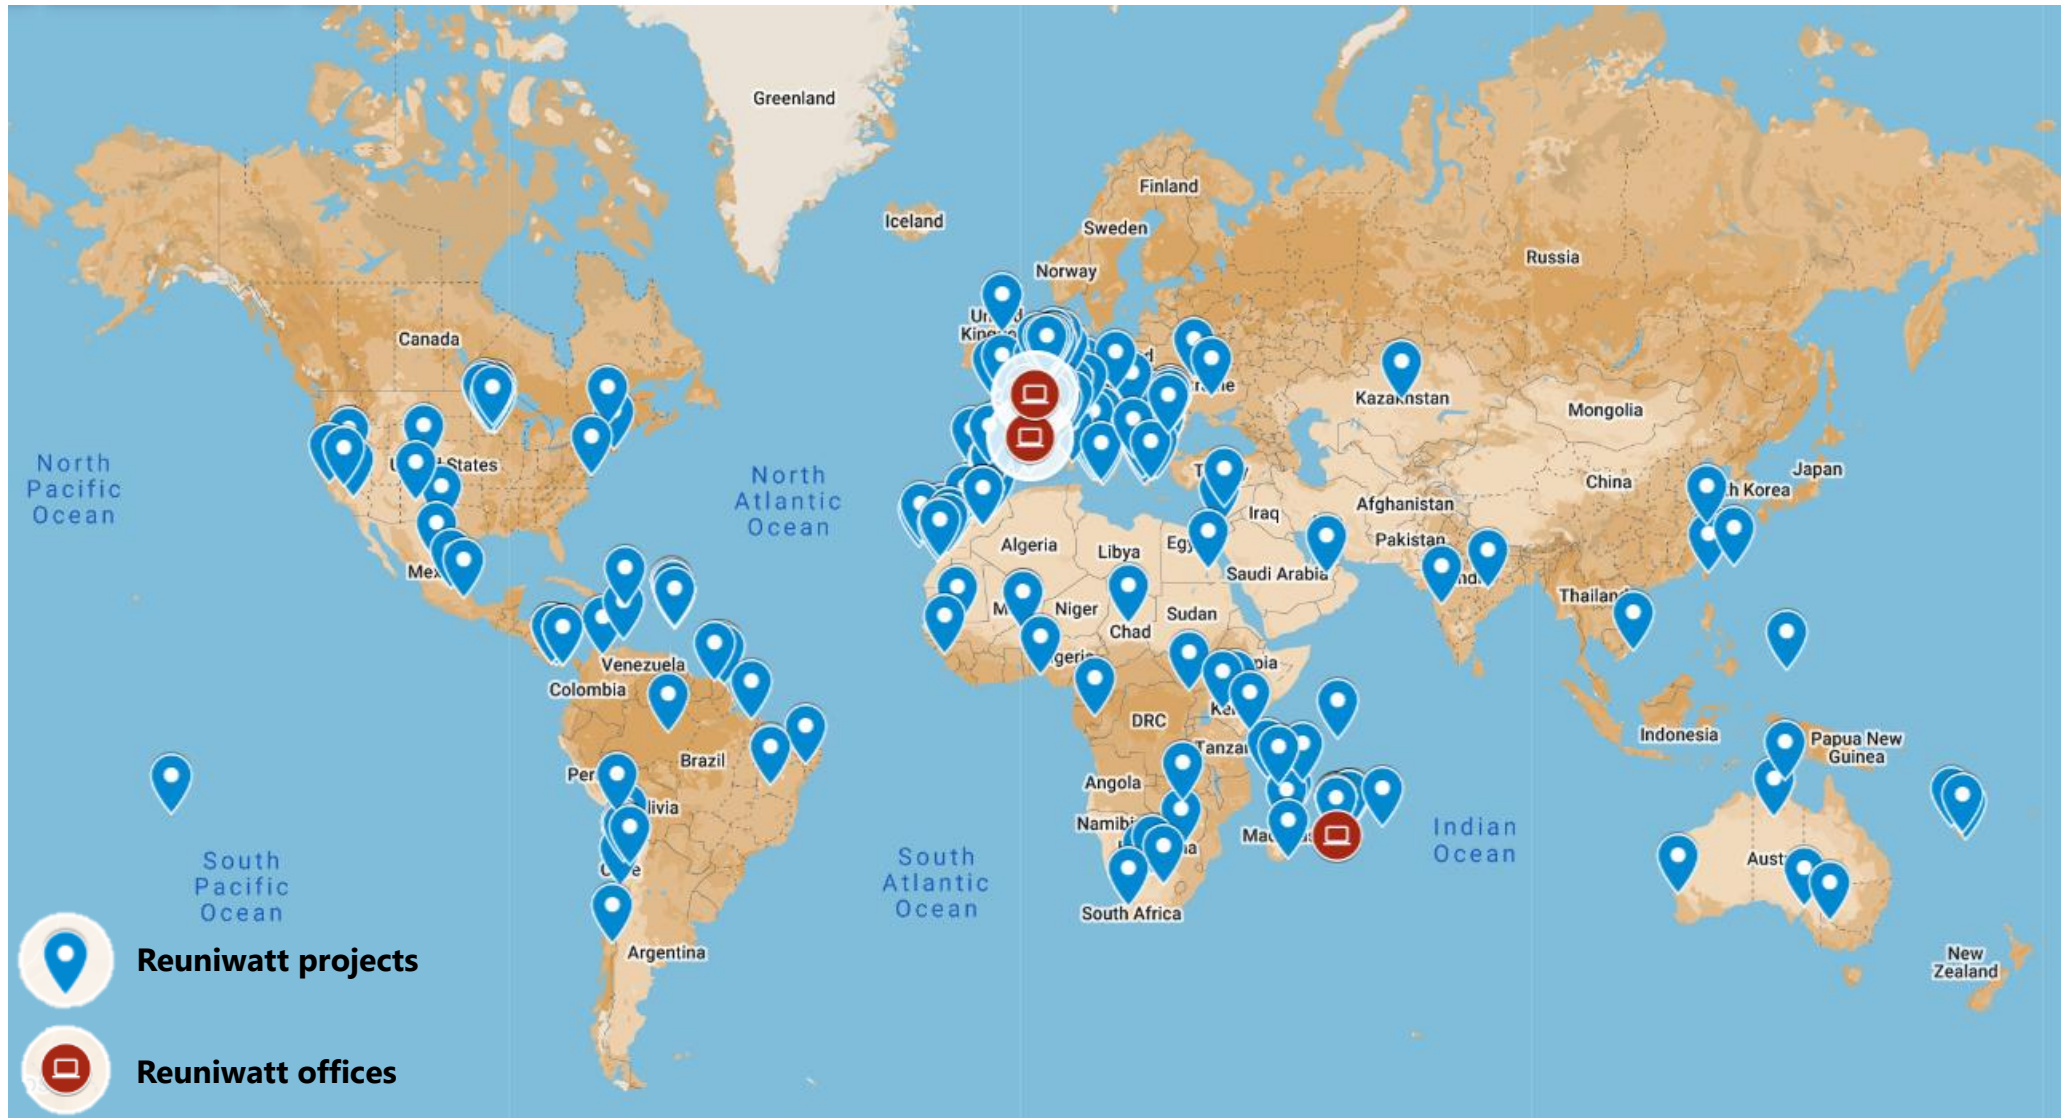 Greenland
Finland
Iceland
Sweden
Russia
Norway
Canada
Kazakhstan
Mongolia
North
Pacific
Ocean
North
Atlantic
Ocean
States
Japan
China
h Korea
Afghanistan
Iraq
Pakistan
Algeria
Libya
Saudi Arabia
Niger
Sudan
Chad
Venezuela
Colombia
DRC
Indonesia
Papua New
Guinea
Brazil
Angola
South
Pacific
Ocean
South
Atlantic
Ocean
Indian
Ocean
South Africa
Argentina
New
Zealand
Reuniwatt projects
Reuniwatt offices